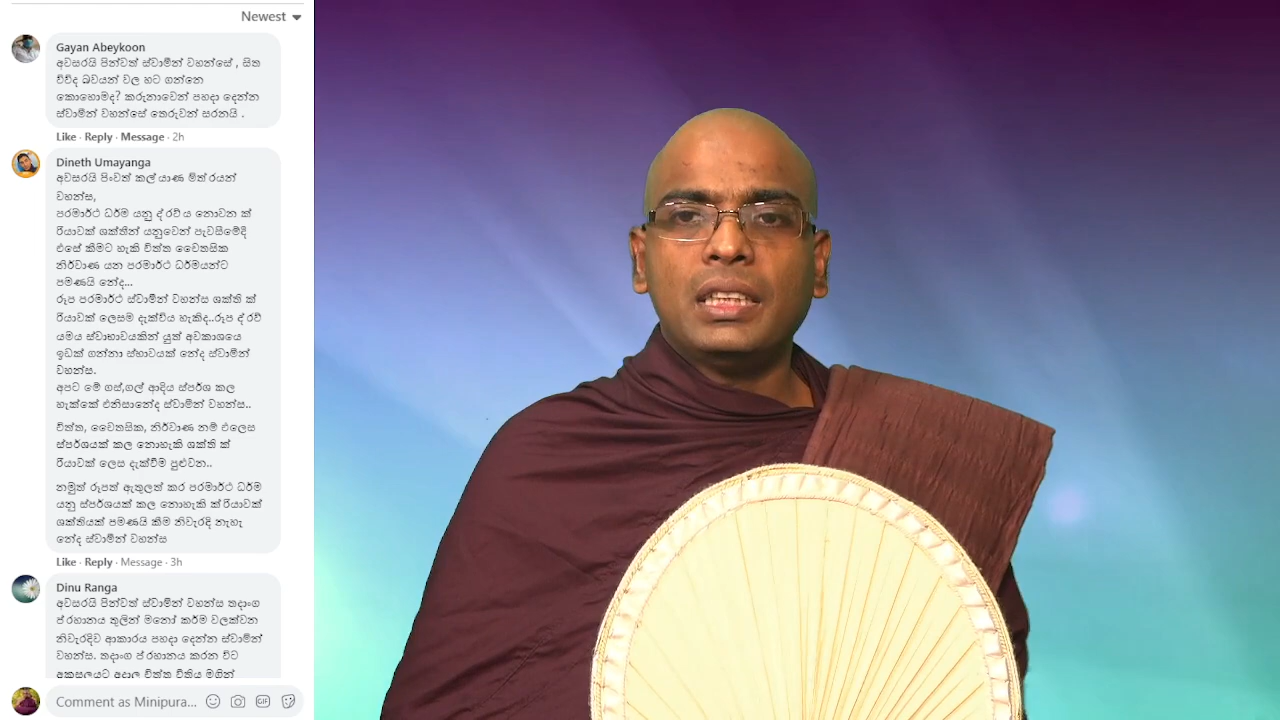 Newest
Gayan Abeykoon
අවසරයි පින්වත් ස්වාමීන් වහන්සේ , සිත
විවිද බවයන් වල හට ගන්නෙ
කොහොමද? කරුනාවෙන් පහදා දෙන්න
ස්වාමින් වහන්සේ තෙරුවන් සරනයි .
Like · Reply · Message · 2h
Dineth Umayanga
අවසරයි පිංවත් කල් යාණ මිත් රයන්
වහන්ස,
පරමාර්ථ ධර්ම යනු ද් රව් ය නොවන ක්
රියාවක් ශක්තින් යනුවෙන් පැවසීමේදි
එසේ කීමට හැකි චිත්ත චෛතසික
නිර්වාණ යන පරමාර්ථ ධර්මයන්ට
පමණයි නේද...
රූප පරමාර්ථ ස්වාමීන් වහන්ස ශක්ති ක්
රියාවක් ලෙසම දැක්විය හැකිද..රූප ද් රව්
යමය ස්වාභාවයකින් යුත් අවකාශයෙ
ඉඩක් ගන්නා ස්භාවයක් නේද ස්වාමීන්
වහන්ස.
අපට මේ ගස්,ගල් ආදිය ස්පර්ශ කල
හැක්කේ එනිසානේද ස්වාමීන් වහන්ස..
චිත්ත, චෛතසික, නිර්වාණ නම් එලෙස
ස්පර්ශයක් කල නොහැකි ශක්ති ක්
රියාවක් ලෙස දැක්වීම පුළුවන..
නමුත් රූපත් ඇතුලත් කර පරමාර්ථ ධර්ම
යනු ස්පර්ශයක් කල නොහැකි ක් රියාවක්
ශක්තියක් පමණයි කීම නිවැරදි නැහැ
නේද ස්වාමීන් වහන්ස
Like · Reply · Message · 3h
Dinu Ranga
අවසරයි පින්වත් ස්වාමීන් වහන්ස තදාංග
ප් රහානය තුලින් මනෝ කර්ම වලක්වන
නිවැරදිව ආකාරය පහදා දෙන්න ස්වාමීන්
වහන්ස. තදාංග ප් රහානය කරන විට
අකුසලයට අදාල චිත්ත විතිය මගින්
Comment as Minipura...
GIF